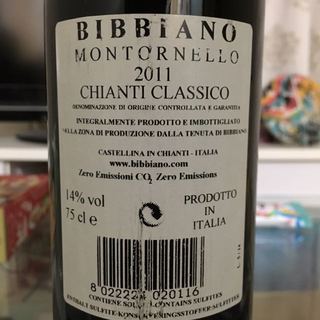 BIBBIANO
MONTORNELLO
2011
CHIANTI CLASSICO
DENOMINAZIONE DI ORIGINE CONTROLLATA E GARANTITA
INTEGRALMENTE PRODOTTO E IMBOTTIGLIATO
NELLA ZONA DI PRODUZIONE DALLA TENUTA DI BIBBIANO
CASTELLINA IN CHIANTI - ITALIA
www.bibbiano.com
Zero Emissioni CO2 Zero Emissions
14% vol
75 cl e
PRODOTTO
IN
ITALIA
8 022222 020116
CONTIENE SOLFITI CONTAINS SULFITES